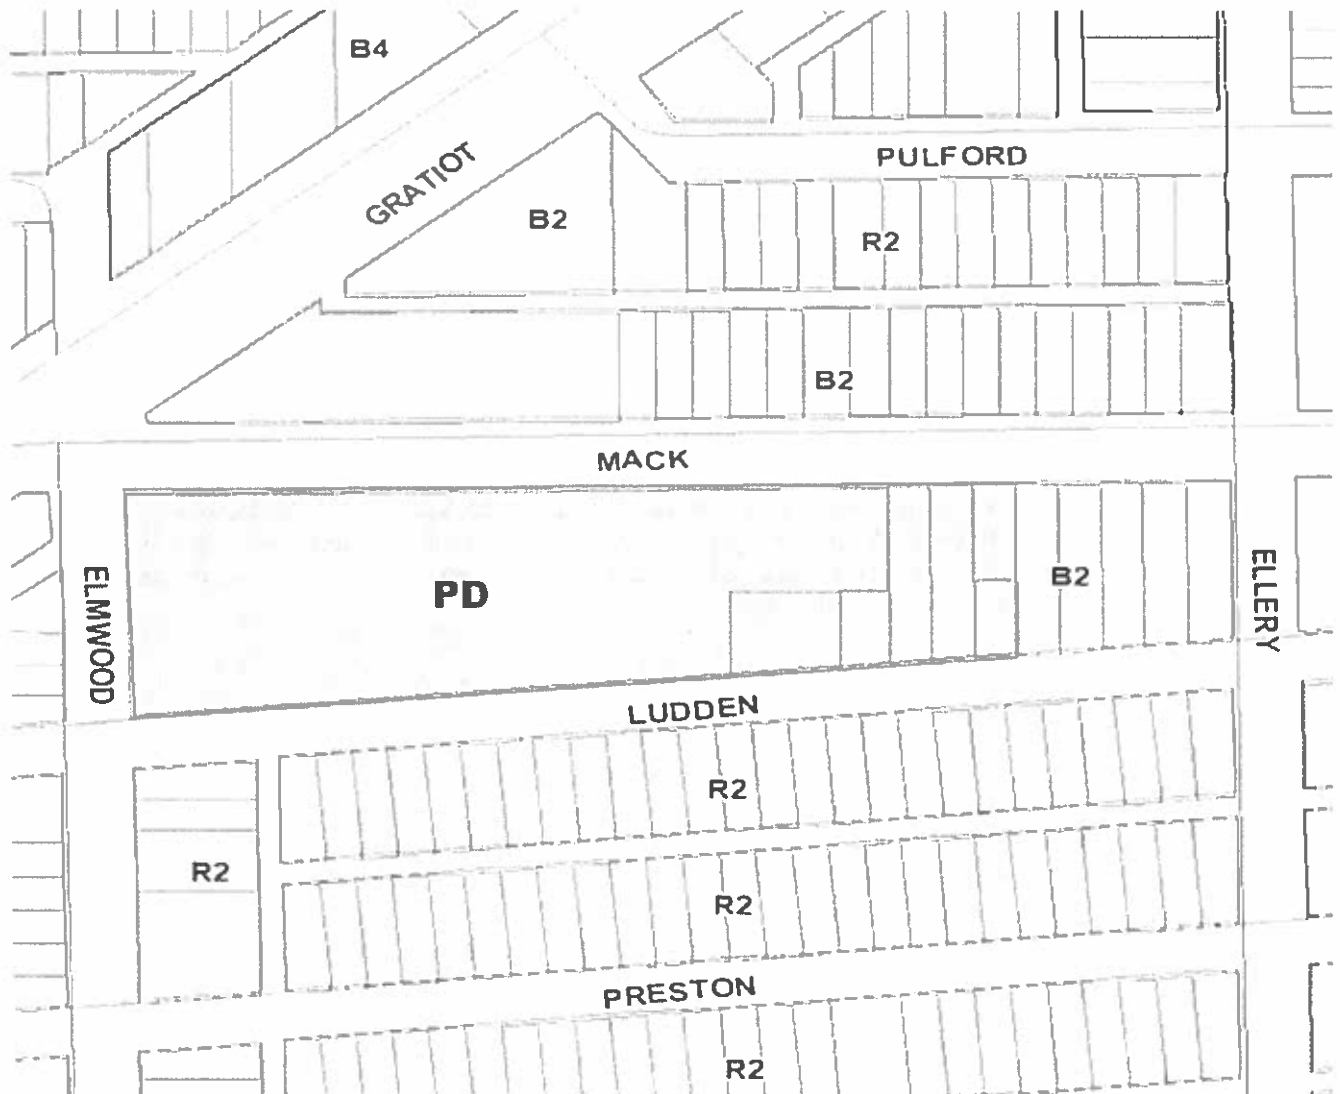 B4
PULFORD
GRATIOT
B2
R2
B2
MACK
PD
B2
ELMWOOD
ELLERY
LUDDEN
R2
R2
R2
PRESTON
R2